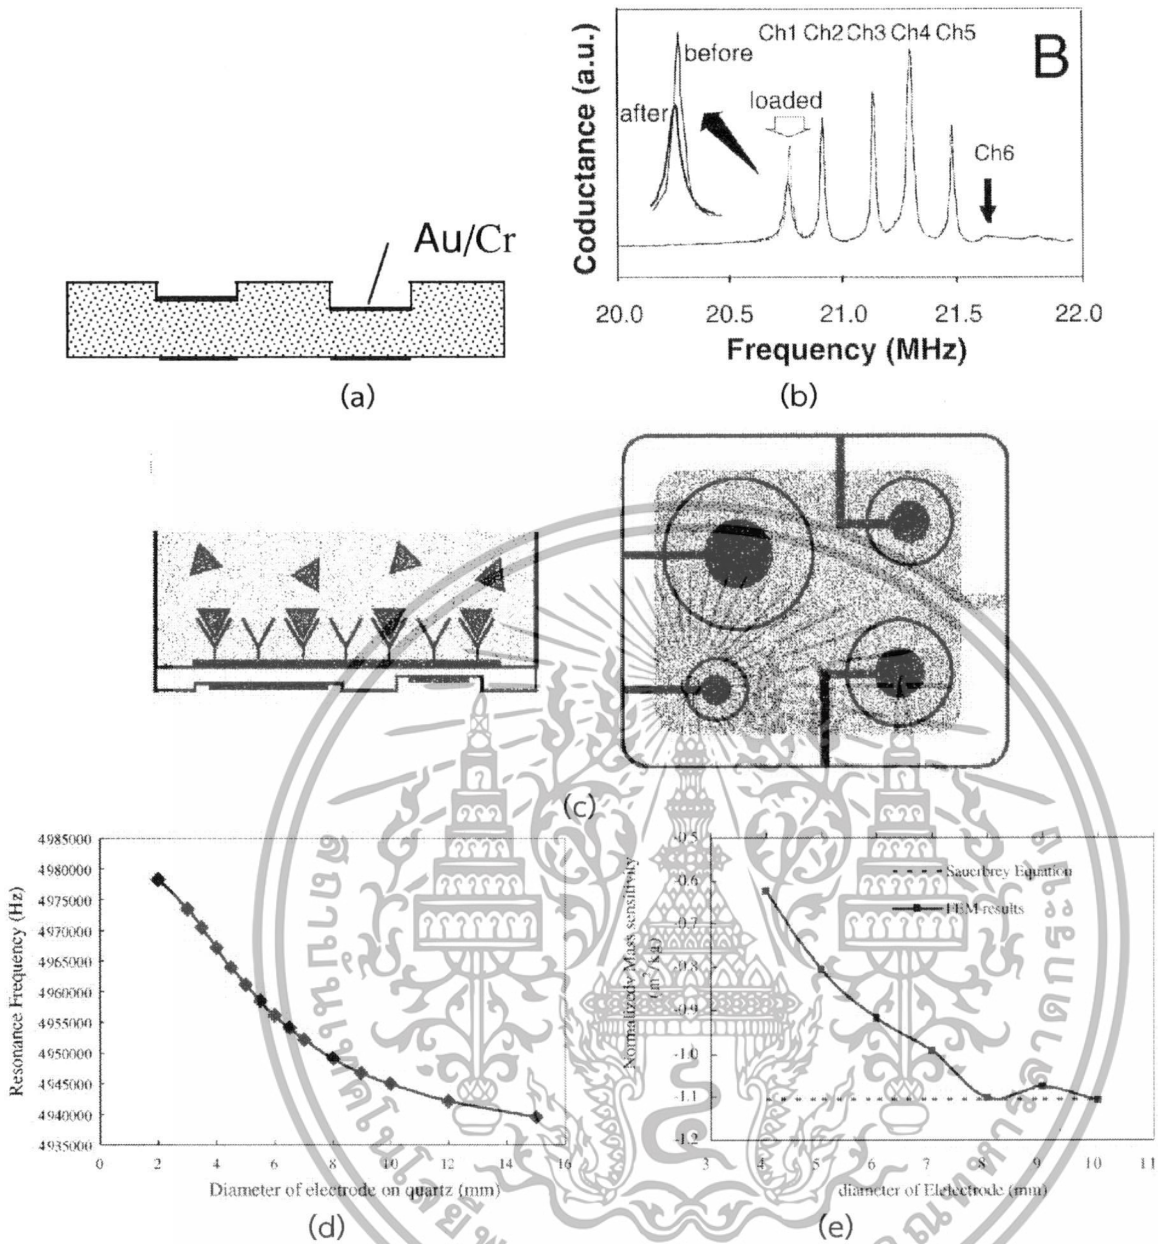 Au/Cr
(a)
B
Ch1 Ch2 Ch3 Ch4 Ch5
before
after
loaded
Ch6
Coductance (a.u.)
20.0 20.5 21.0 21.5 22.0
Frequency (MHz)
(b)
(c)
Resonance Frequency (Hz)
4985000
4980000
4975000
4970000
4965000
4960000
4955000
4950000
4945000
4940000
4935000
0 2 4 6 8 10 12 14 16
Diameter of electrode on quartz (mm)
(d)
Normalizedy Mass sensitivity
(m²/kg)
-0.5
-0.6
-0.7
-0.8
-0.9
-1.0
-1.1
-1.2
Sauerbrey Equation
FEM results
3 4 5 6 7 8 9 10 11
diameter of Elelectrode (mm)
(e)